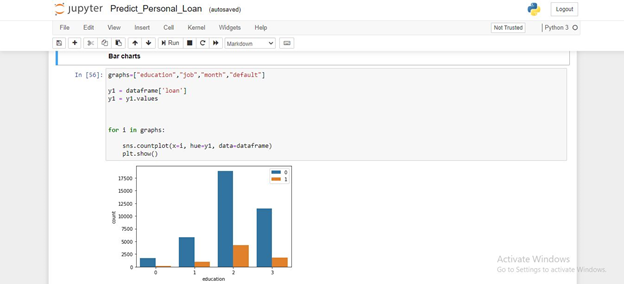 jupyter Predict_Personal_Loan (autosaved)
Logout
File Edit View Insert Cell Kernel Widgets Help
Not Trusted Python 3
Run Markdown
Bar charts
In [56]: graphs=["education","job","month","default"]
y1 = dataframe['loan']
y1 = y1.values
for i in graphs:
sns.countplot(x=i, hue=y1, data=dataframe)
plt.show()
0
1
17500
15000
12500
10000
7500
5000
2500
0
count
0 1 2 3
education
Activate Windows
Go to Settings to activate Windows.